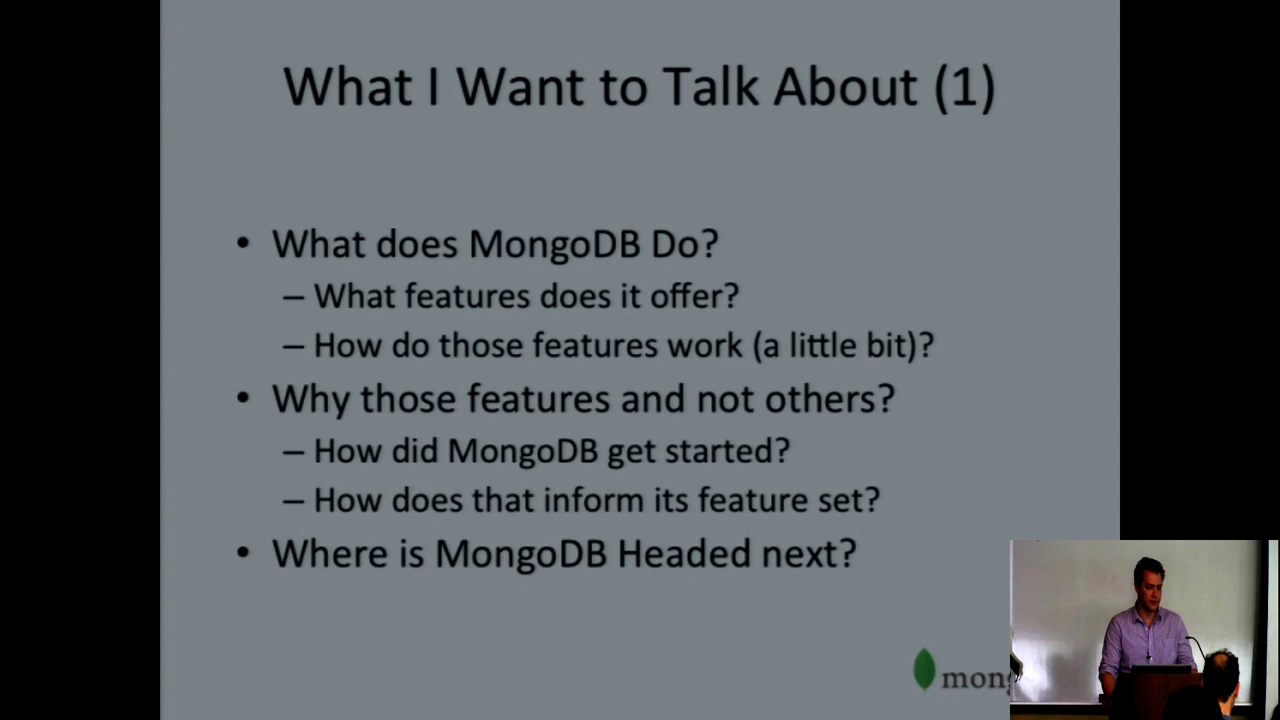 What I Want to Talk About (1)
• What does MongoDB Do?
– What features does it offer?
– How do those features work (a little bit)?
• Why those features and not others?
– How did MongoDB get started?
– How does that inform its feature set?
• Where is MongoDB Headed next?
mong